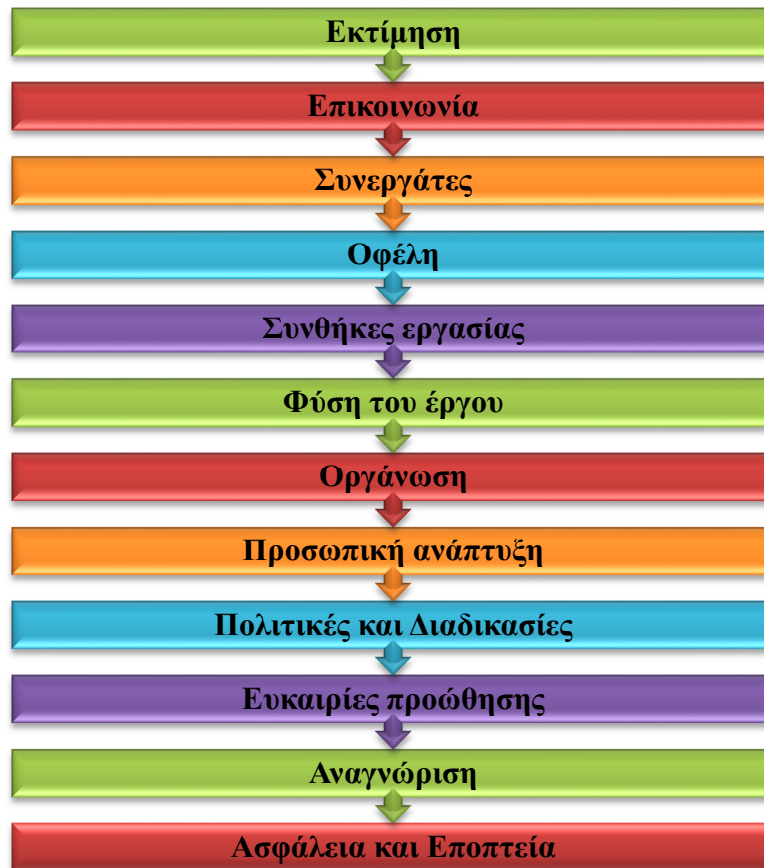 Εκτίμηση
Επικοινωνία
Συνεργάτες
Οφέλη
Συνθήκες εργασίας
Φύση του έργου
Οργάνωση
Προσωπική ανάπτυξη
Πολιτικές και Διαδικασίες
Ευκαιρίες προώθησης
Αναγνώριση
Ασφάλεια και Εποπτεία